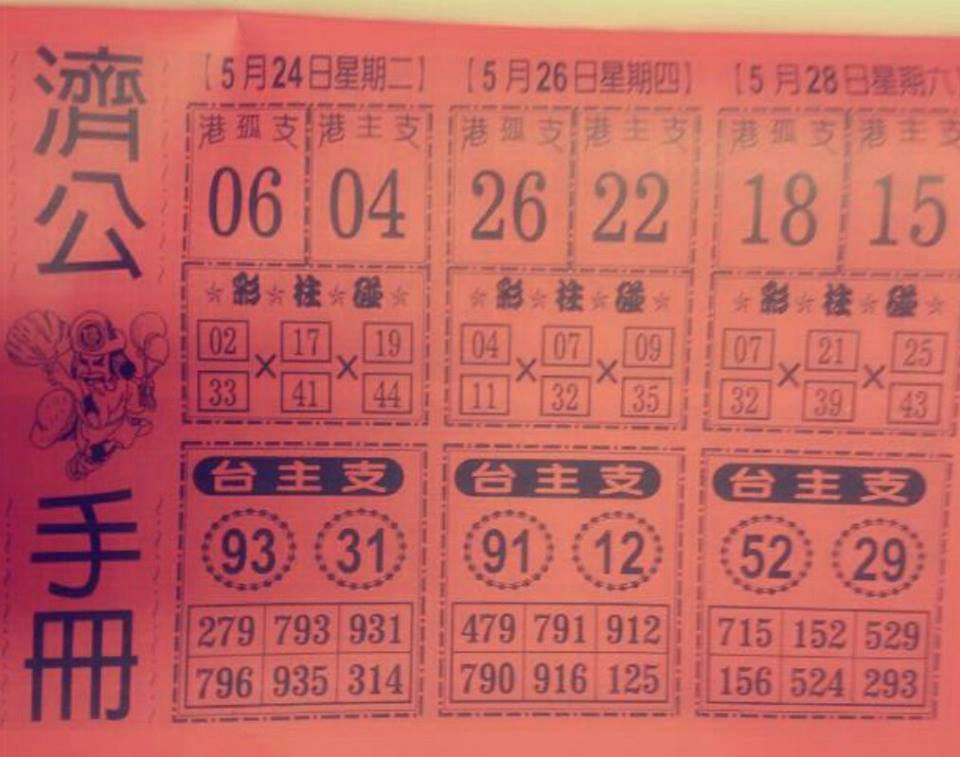 濟公手冊
【5月24日星期二】
港孤支 港主支
06 04
☆彩☆柱☆碰☆
02 × 17 × 19
33 41 44
台主支
93 31
279 793 931
796 935 314
【5月26日星期四】
港孤支 港主支
26 22
☆彩☆柱☆碰☆
04 × 07 × 09
11 32 35
台主支
91 12
479 791 912
790 916 125
【5月28日星期六
港孤支 港主支
18 15
☆彩☆柱☆碰☆
07 × 21 × 25
32 39 43
台主支
52 29
715 152 529
156 524 293